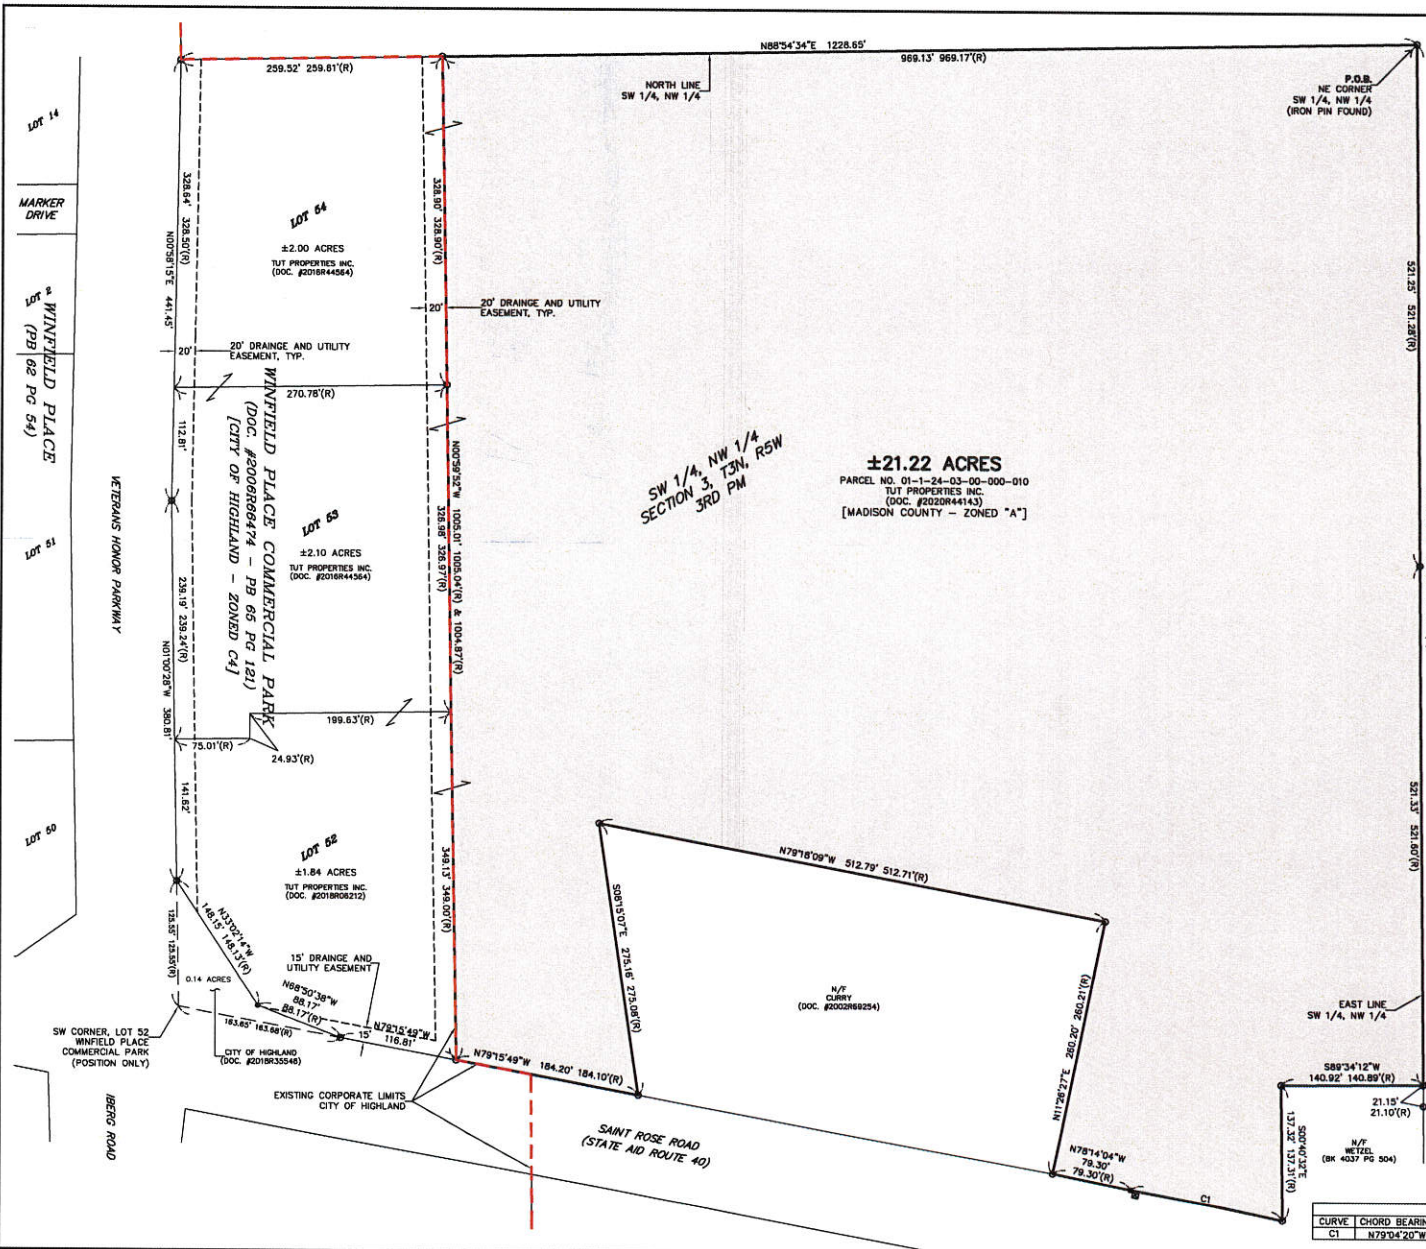 N88°54'34"E 1228.65'
259.52' 259.61'(R)
969.13' 969.17'(R)
NORTH LINE
SW 1/4, NW 1/4
P.O.B.
NE CORNER
SW 1/4, NW 1/4
(IRON PIN FOUND)
LOT 14
MARKER
DRIVE
LOT 2
WINFIELD PLACE
(PB 62 PG 54)
LOT 51
LOT 50
VETERANS HONOR PARKWAY
328.64' 328.50'(R)
N00°58'15"E 441.45'
112.81'
239.19' 239.24'(R)
N01°00'28"W 380.81'
141.62'
125.55' 125.55'(R)
LOT 54
±2.00 ACRES
TUT PROPERTIES INC.
(DOC. #2016R44564)
328.90' 328.90'(R)
20'
20' DRAINGE AND UTILITY
EASEMENT, TYP.
20'
20' DRAINGE AND UTILITY
EASEMENT, TYP.
270.78'(R)
WINFIELD PLACE COMMERCIAL PARK
(DOC. #2006R66474 - PB 65 PG 121)
[CITY OF HIGHLAND - ZONED C4]
LOT 53
±2.10 ACRES
TUT PROPERTIES INC.
(DOC. #2016R44564)
N00°59'52"W 1005.01' 1005.04'(R) & 1004.87'(R)
326.98' 326.97'(R)
199.63'(R)
75.01'(R)
24.93'(R)
LOT 52
±1.84 ACRES
TUT PROPERTIES INC.
(DOC. #2018R06212)
349.13' 349.00'(R)
SW 1/4, NW 1/4
SECTION 3, T3N, R5W
3RD PM
±21.22 ACRES
PARCEL NO. 01-1-24-03-00-000-010
TUT PROPERTIES INC.
(DOC. #2020R44143)
[MADISON COUNTY - ZONED "A"]
521.25' 521.28'(R)
521.33' 521.60'(R)
N79°18'09"W 512.79' 512.71'(R)
S08°15'07"E 275.16' 275.08'(R)
N/F
CURRY
(DOC. #2002R69254)
N11°26'27"E 260.20' 260.21'(R)
N33°02'14"W
148.15' 148.13'(R)
0.14 ACRES
15' DRAINGE AND
UTILITY EASEMENT
N68°50'38"W
88.17'
88.17'(R)
163.65' 163.68'(R)
15'
N79°15'49"W
116.81'
SW CORNER, LOT 52
WINFIELD PLACE
COMMERCIAL PARK
(POSITION ONLY)
CITY OF HIGHLAND
(DOC. #2018R35548)
N79°15'49"W 184.20' 184.10'(R)
EXISTING CORPORATE LIMITS
CITY OF HIGHLAND
IBERG ROAD
SAINT ROSE ROAD
(STATE AID ROUTE 40)
N78°14'04"W
79.30'
79.30'(R)
C1
EAST LINE
SW 1/4, NW 1/4
S89°34'12"W
140.92' 140.89'(R)
21.15'
21.10'(R)
S00°40'32"E
137.32' 137.31'(R)
N/F
WETZEL
(BK 4037 PG 504)
CURVE CHORD BEARIN
C1 N79°04'20"W